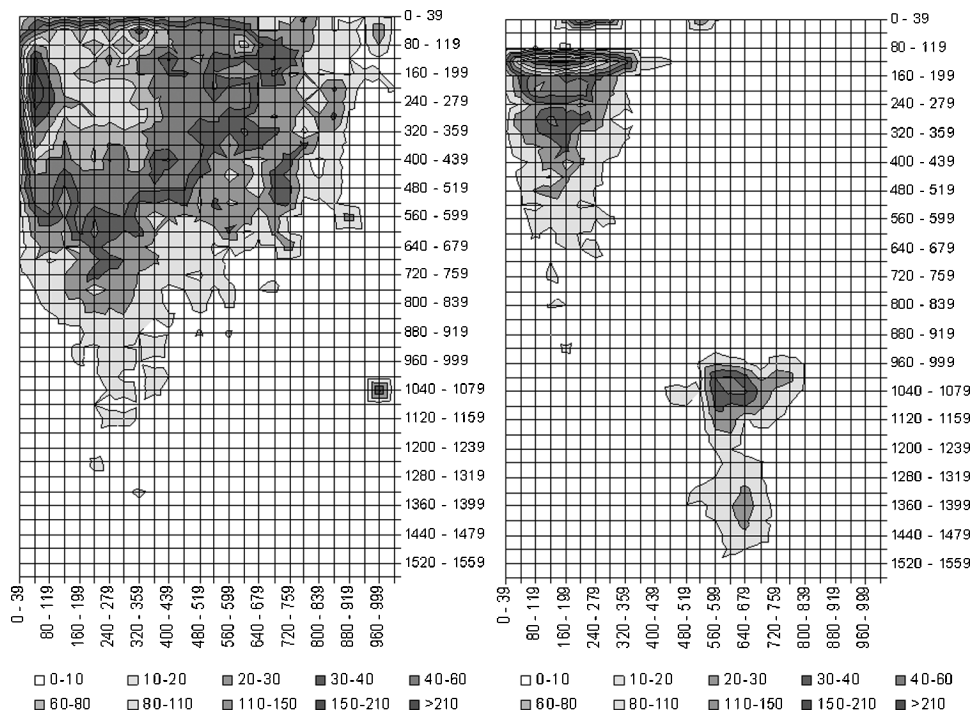 0 - 39
80 - 119
160 - 199
240 - 279
320 - 359
400 - 439
480 - 519
560 - 599
640 - 679
720 - 759
800 - 839
880 - 919
960 - 999
1040 - 1079
1120 - 1159
1200 - 1239
1280 - 1319
1360 - 1399
1440 - 1479
1520 - 1559
0 - 39
80 - 119
160 - 199
240 - 279
320 - 359
400 - 439
480 - 519
560 - 599
640 - 679
720 - 759
800 - 839
880 - 919
960 - 999
0-10 10-20 20-30 30-40 40-60
60-80 80-110 110-150 150-210 >210
0 - 39
80 - 119
160 - 199
240 - 279
320 - 359
400 - 439
480 - 519
560 - 599
640 - 679
720 - 759
800 - 839
880 - 919
960 - 999
1040 - 1079
1120 - 1159
1200 - 1239
1280 - 1319
1360 - 1399
1440 - 1479
1520 - 1559
0 - 39
80 - 119
160 - 199
240 - 279
320 - 359
400 - 439
480 - 519
560 - 599
640 - 679
720 - 759
800 - 839
880 - 919
960 - 999
0-10 10-20 20-30 30-40 40-60
60-80 80-110 110-150 150-210 >210